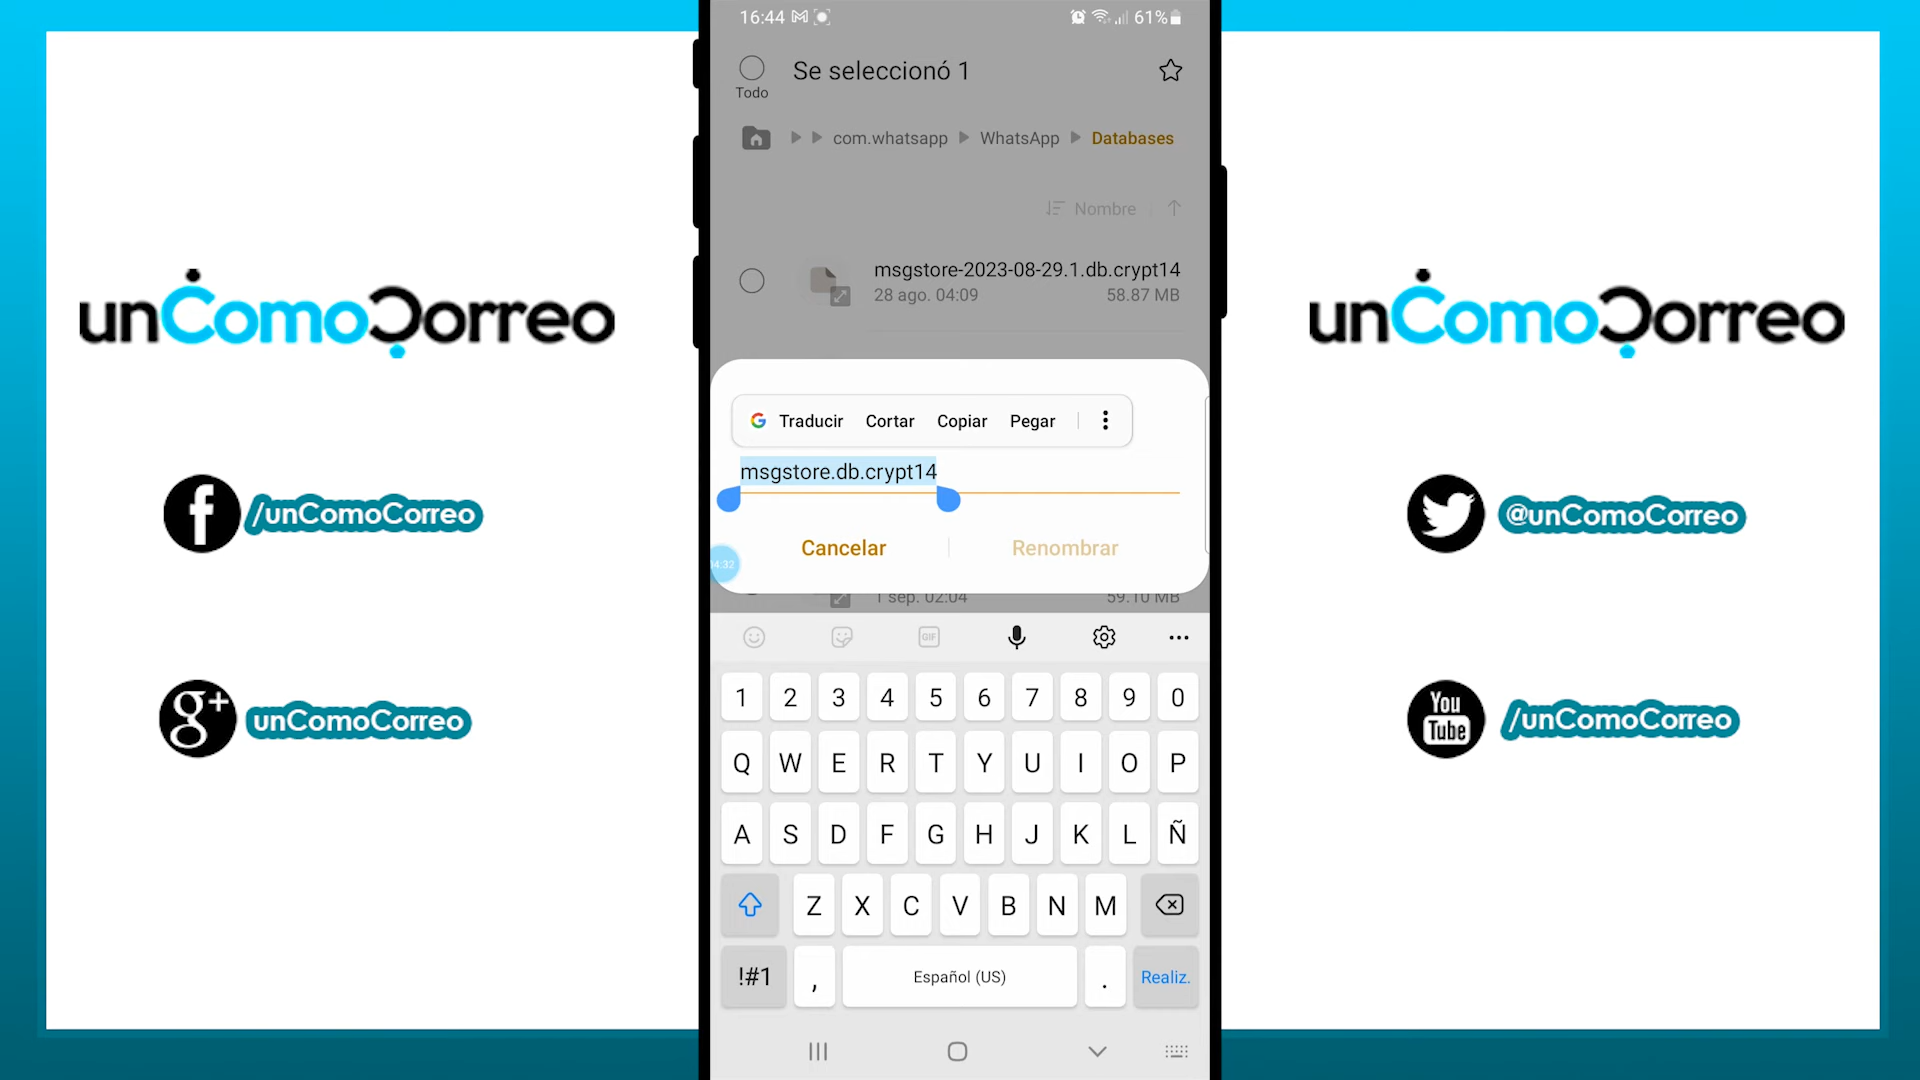 16:44
61%
Todo
Se seleccionó 1
com.whatsapp
WhatsApp
Databases
Nombre
msgstore-2023-08-29.1.db.crypt14
28 ago. 04:09
58.87 MB
Traducir
Cortar
Copiar
Pegar
msgstore.db.crypt14
Cancelar
Renombrar
04:32
1 sep. 02:04
59.10 MB
GIF
1 2 3 4 5 6 7 8 9 0
Q W E R T Y U I O P
A S D F G H J K L Ñ
Z X C V B N M
!#1 , Español (US) . Realiz.
unComoCorreo
f /unComoCorreo
g+ unComoCorreo
unComoCorreo
@unComoCorreo
You Tube /unComoCorreo